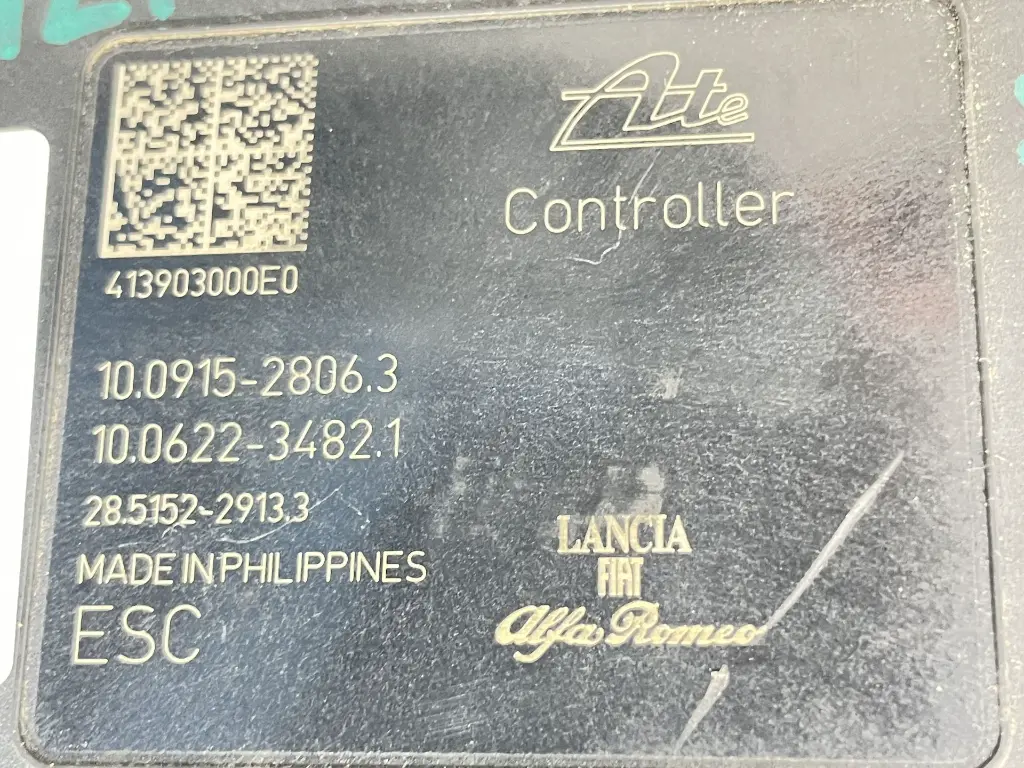 Ate
Controller
413903000E0
10.0915-2806.3
10.0622-3482.1
28.5152-2913.3
MADE IN PHILIPPINES
ESC
LANCIA
FIAT
Alfa Romeo